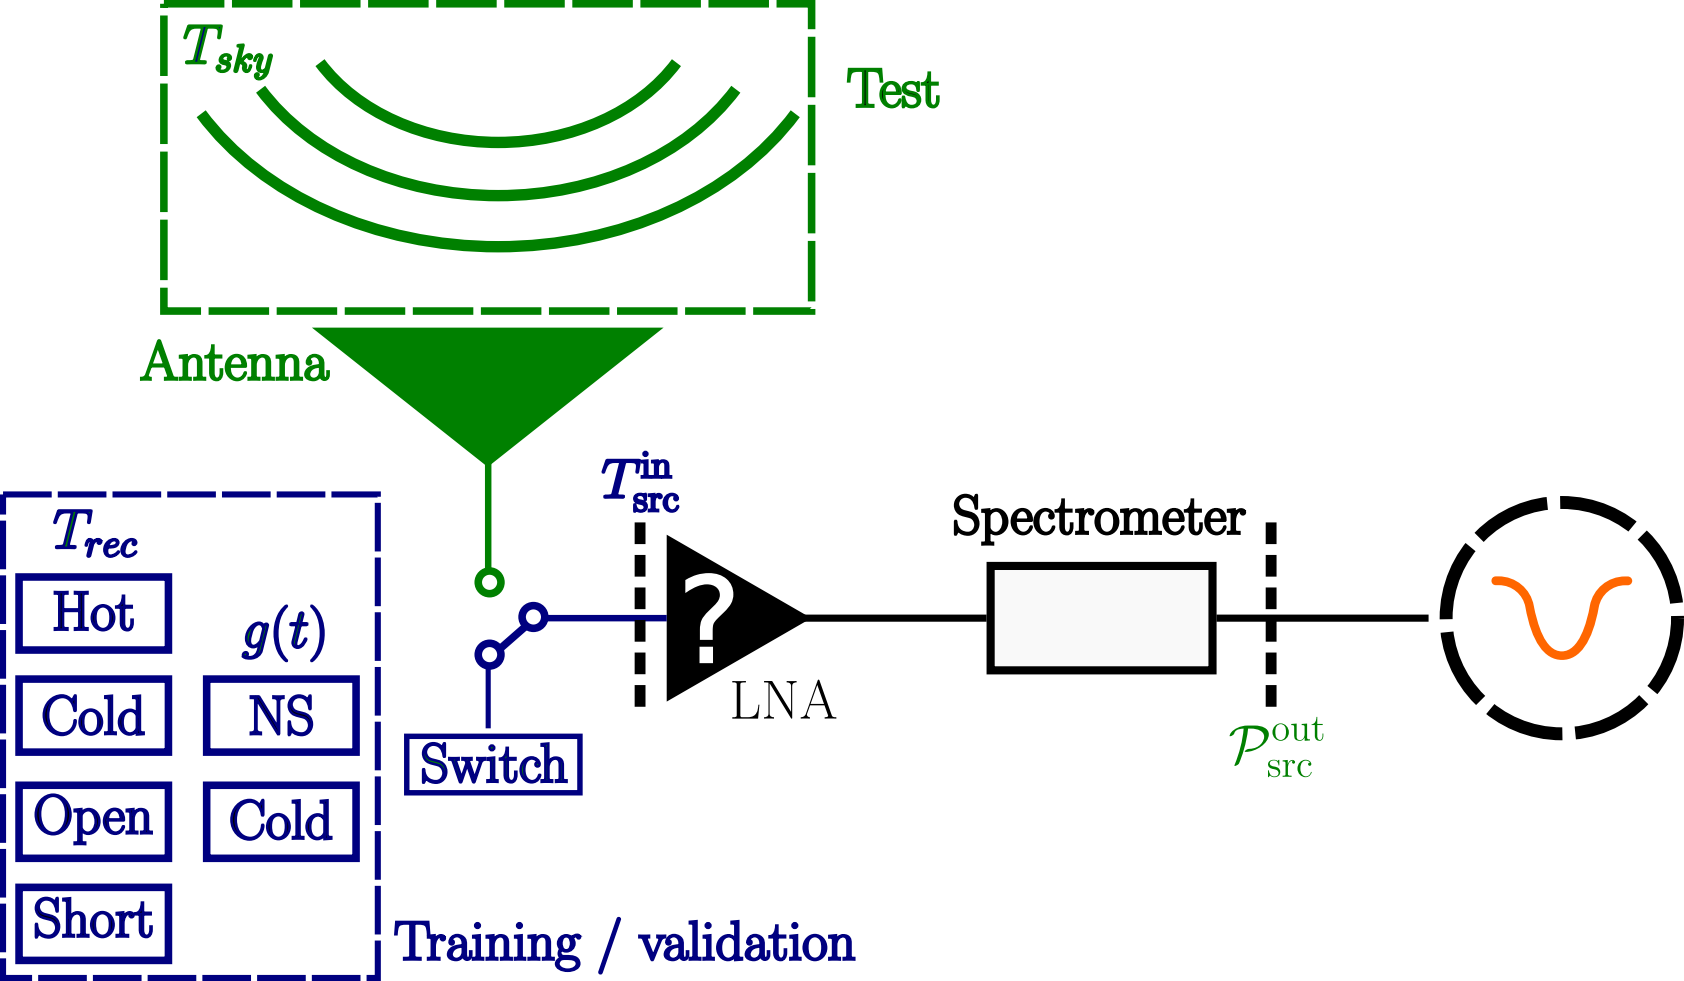 T_sky
Test
Antenna
T_src^in
T_rec
Hot
g(t)
Cold
NS
Open
Cold
Short
Switch
?
LNA
Spectrometer
𝒫_src^out
Training / validation